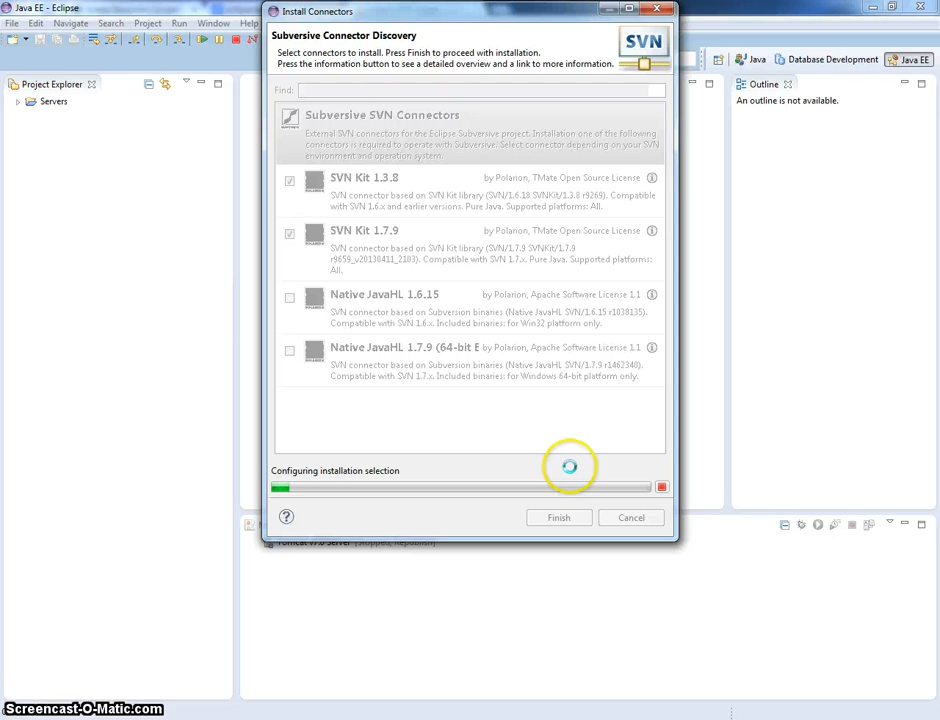 Java EE - Eclipse
Install Connectors
File Edit Navigate Search Project Run Window Help
Subversive Connector Discovery
Select connectors to install. Press Finish to proceed with installation.
Press the information button to see a detailed overview and a link to more information.
SVN
Java
Database Development
Java EE
Project Explorer
Servers
Outline
An outline is not available.
Find:
Subversive SVN Connectors
External SVN connectors for the Eclipse Subversive project. Installation one of the following
connectors is required to operate with Subversive. Select connector depending on your SVN
environment and operation system.
SVN Kit 1.3.8
by Polarion, TMate Open Source License
SVN connector based on SVN Kit library (SVN/1.6.18 SVNKit/1.3.8 r9269). Compatible
with SVN 1.6.x and earlier versions. Pure Java. Supported platforms: All.
SVN Kit 1.7.9
by Polarion, TMate Open Source License
SVN connector based on SVN Kit library (SVN/1.7.9 SVNKit/1.7.9
r9659_v20130411_2103). Compatible with SVN 1.7.x. Pure Java. Supported platforms:
All.
Native JavaHL 1.6.15
by Polarion, Apache Software License 1.1
SVN connector based on Subversion binaries (Native JavaHL SVN/1.6.15 r1038135).
Compatible with SVN 1.6.x. Included binaries: for Win32 platform only.
Native JavaHL 1.7.9 (64-bit E
by Polarion, Apache Software License 1.1
SVN connector based on Subversion binaries (Native JavaHL 1.7.9 r1462340).
Compatible with SVN 1.7.x. Included binaries: for Windows 64-bit platform only.
Configuring installation selection
Finish
Cancel
Tomcat v7.0 Server [Stopped, Republish]
Screencast-O-Matic.com